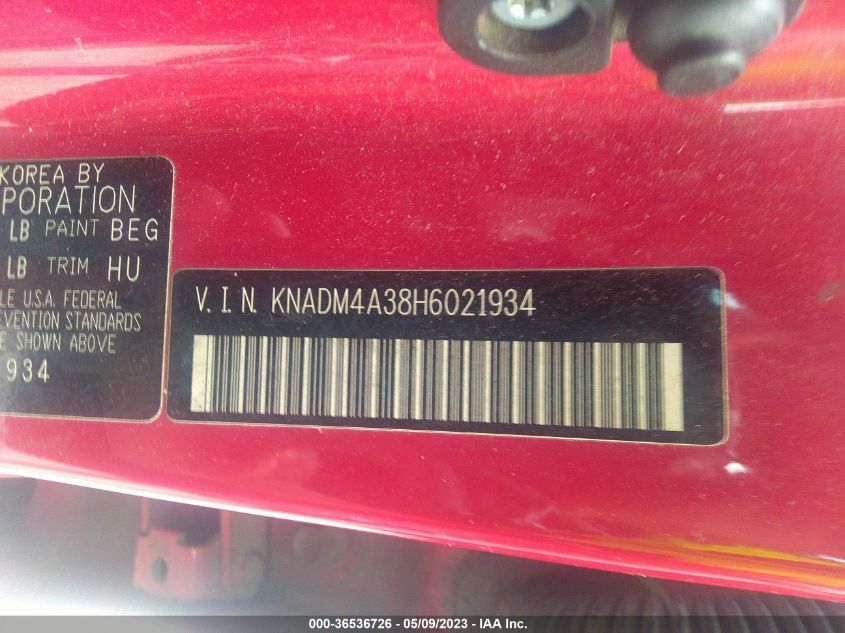 KOREA BY
PORATION
LB PAINT BEG
LB TRIM HU
LE U.S.A. FEDERAL
EVENTION STANDARDS
E SHOWN ABOVE
934
V. I. N. KNADM4A38H6021934
000-36536726 - 05/09/2023 - IAA Inc.